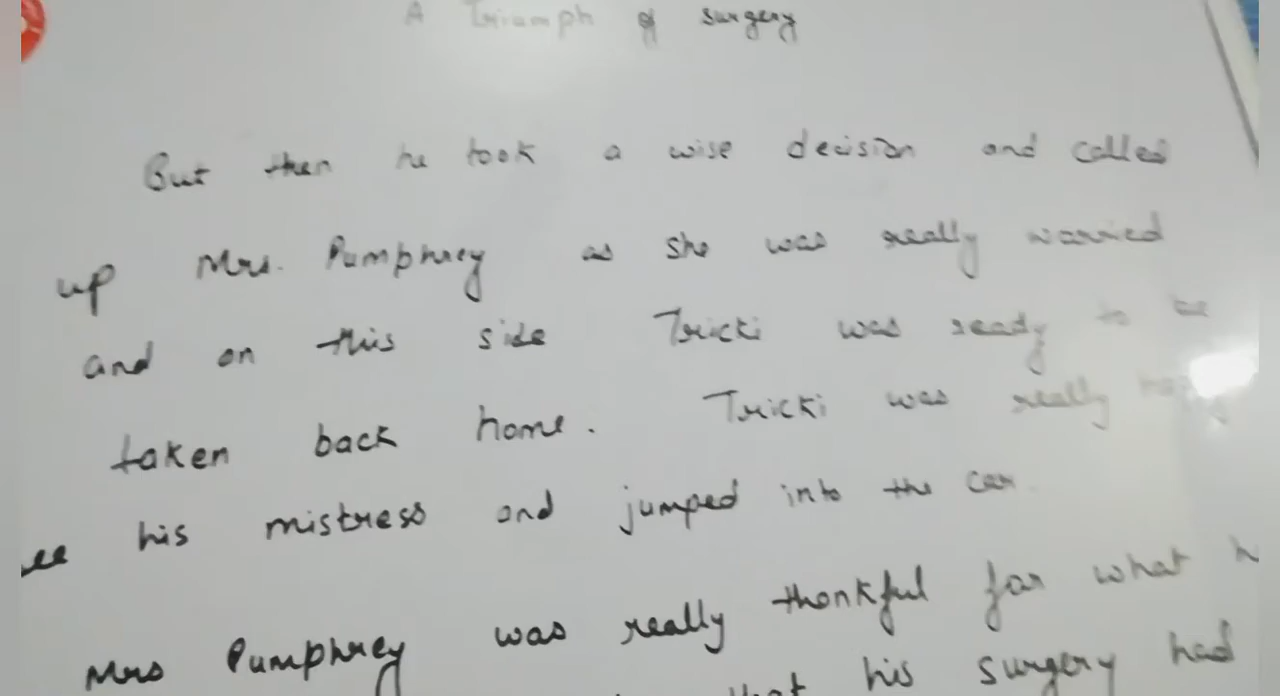 A Triumph of surgery
But then he took a wise decision and called
up Mrs. Pumphrey as she was really worried
and on this side Tricki was ready to be
taken back home. Tricki was really happy
his mistress and jumped into the car.
Mrs Pumphrey was really thankful for what
that his surgery had